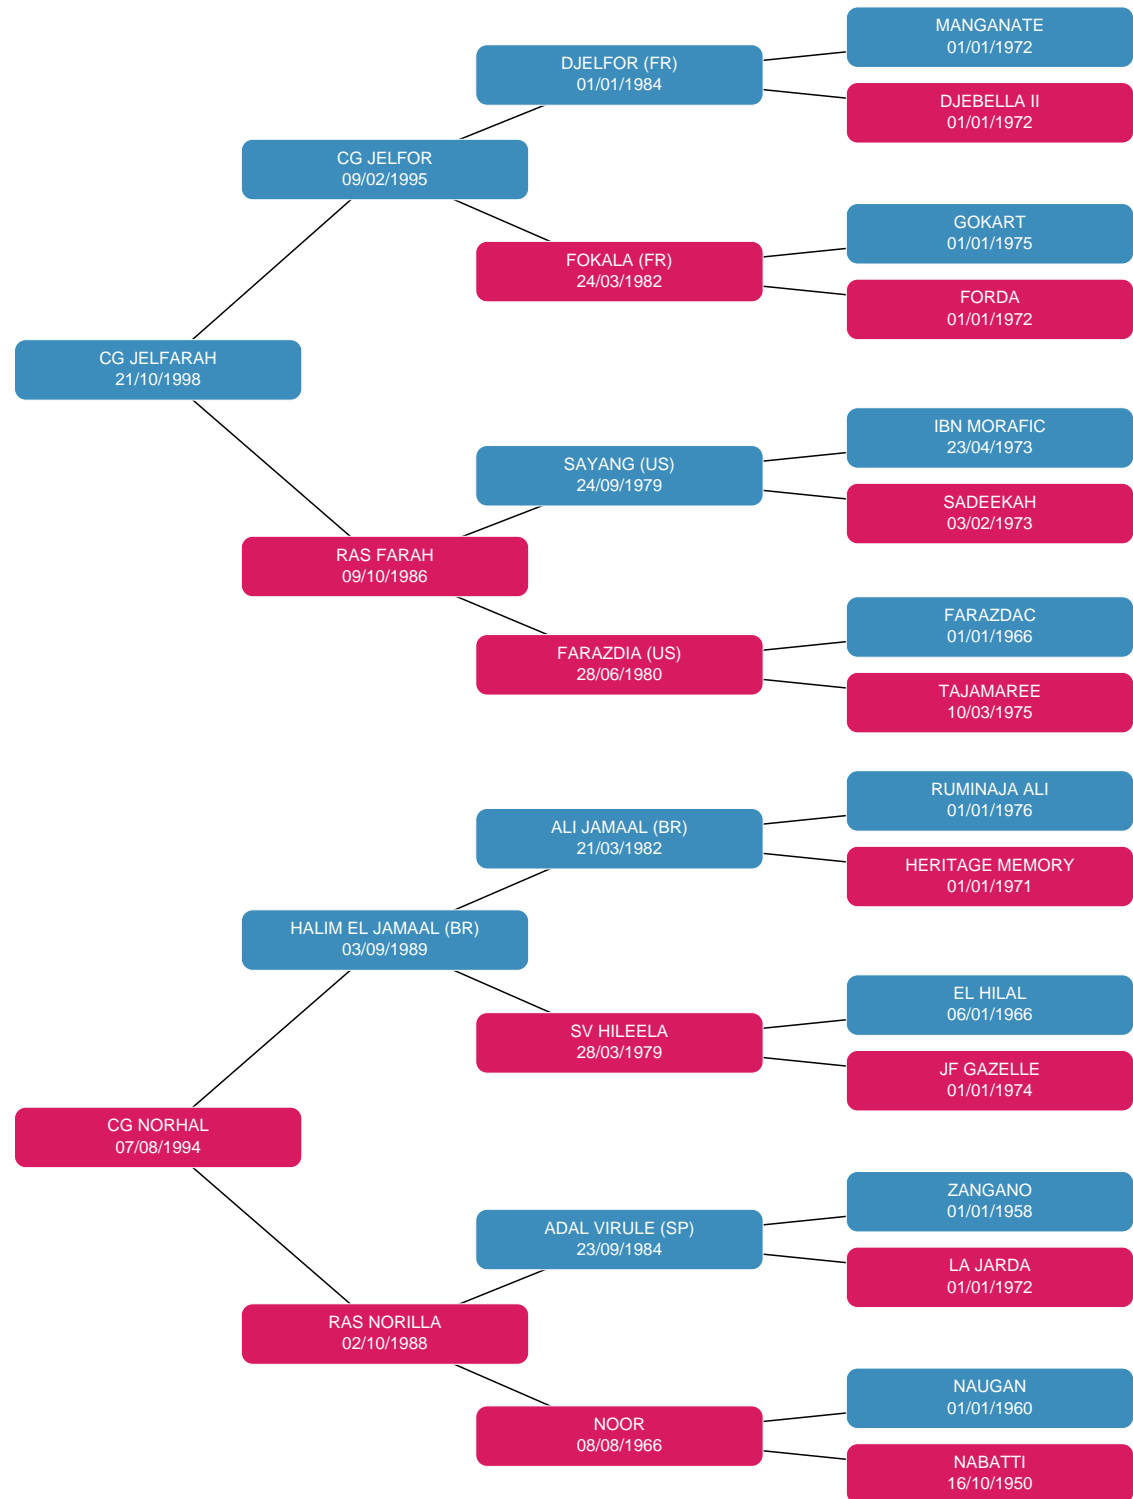 MANGANATE
01/01/1972
DJELFOR (FR)
01/01/1984
DJEBELLA II
01/01/1972
CG JELFOR
09/02/1995
GOKART
01/01/1975
FOKALA (FR)
24/03/1982
FORDA
01/01/1972
CG JELFARAH
21/10/1998
IBN MORAFIC
23/04/1973
SAYANG (US)
24/09/1979
SADEEKAH
03/02/1973
RAS FARAH
09/10/1986
FARAZDAC
01/01/1966
FARAZDIA (US)
28/06/1980
TAJAMAREE
10/03/1975
RUMINAJA ALI
01/01/1976
ALI JAMAAL (BR)
21/03/1982
HERITAGE MEMORY
01/01/1971
HALIM EL JAMAAL (BR)
03/09/1989
EL HILAL
06/01/1966
SV HILEELA
28/03/1979
JF GAZELLE
01/01/1974
CG NORHAL
07/08/1994
ZANGANO
01/01/1958
ADAL VIRULE (SP)
23/09/1984
LA JARDA
01/01/1972
RAS NORILLA
02/10/1988
NAUGAN
01/01/1960
NOOR
08/08/1966
NABATTI
16/10/1950